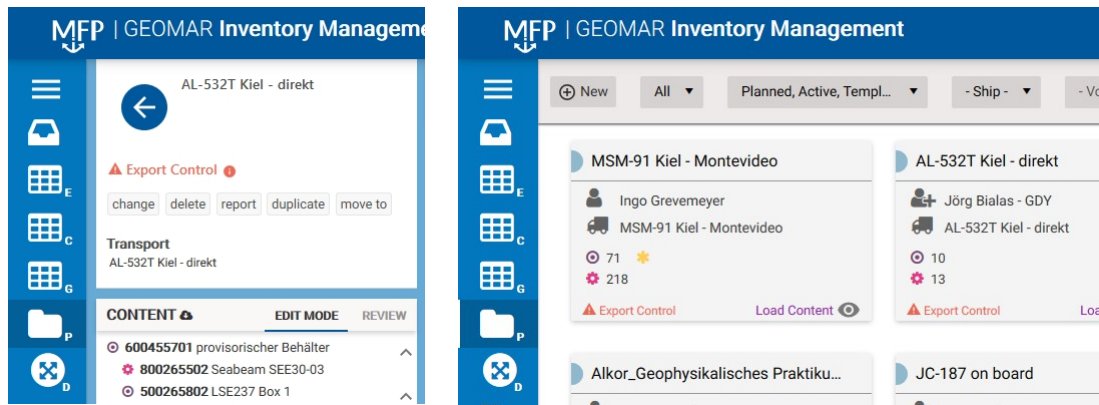 MFP | GEOMAR Inventory Managem
AL-532T Kiel - direkt
Export Control
change delete report duplicate move to
Transport
AL-532T Kiel - direkt
CONTENT EDIT MODE REVIEW
600455701 provisorischer Behälter
800265502 Seabeam SEE30-03
500265802 LSE237 Box 1
E
C
G
P
D
MFP | GEOMAR Inventory Management
New All Planned, Active, Templ... - Ship - - Vo
MSM-91 Kiel - Montevideo
Ingo Grevemeyer
MSM-91 Kiel - Montevideo
71
218
Export Control Load Content
AL-532T Kiel - direkt
Jörg Bialas - GDY
AL-532T Kiel - direkt
10
13
Export Control Loa
Alkor_Geophysikalisches Praktiku...
JC-187 on board
E
C
G
P
D